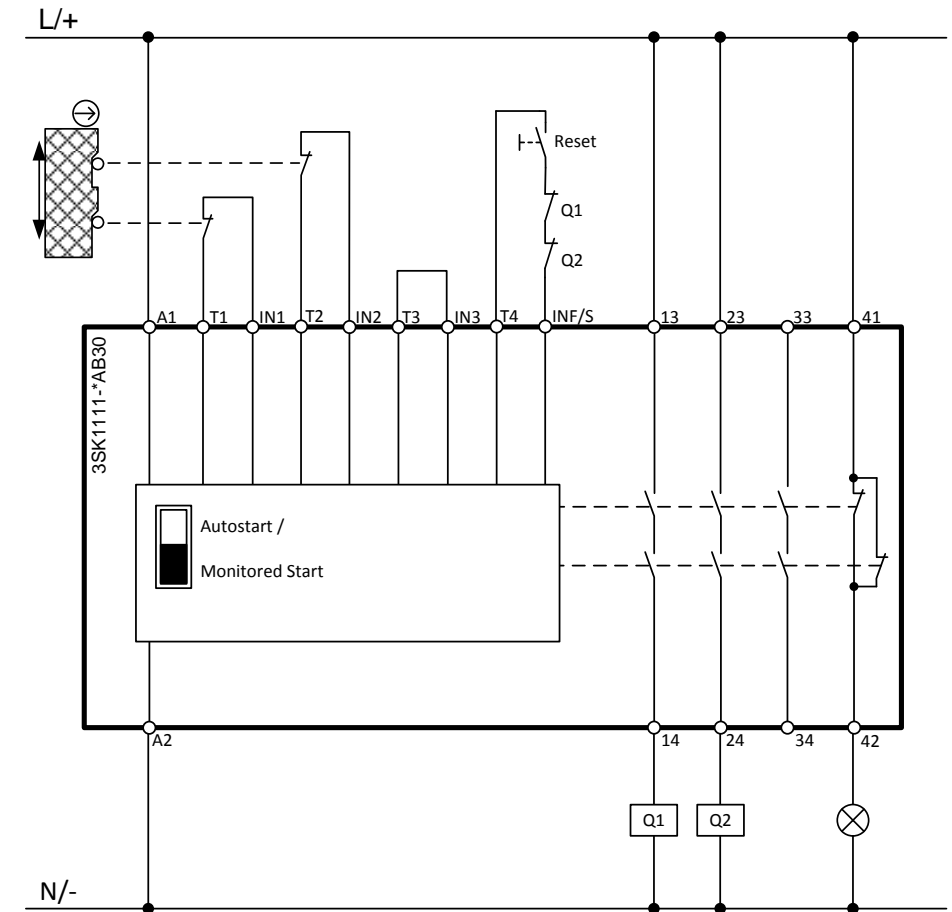 L/+
Reset
Q1
Q2
A1 T1 IN1 T2 IN2 T3 IN3 T4 INF/S 13 23 33 41
3SK1111-*AB30
Autostart /
Monitored Start
A2 14 24 34 42
Q1 Q2
N/-